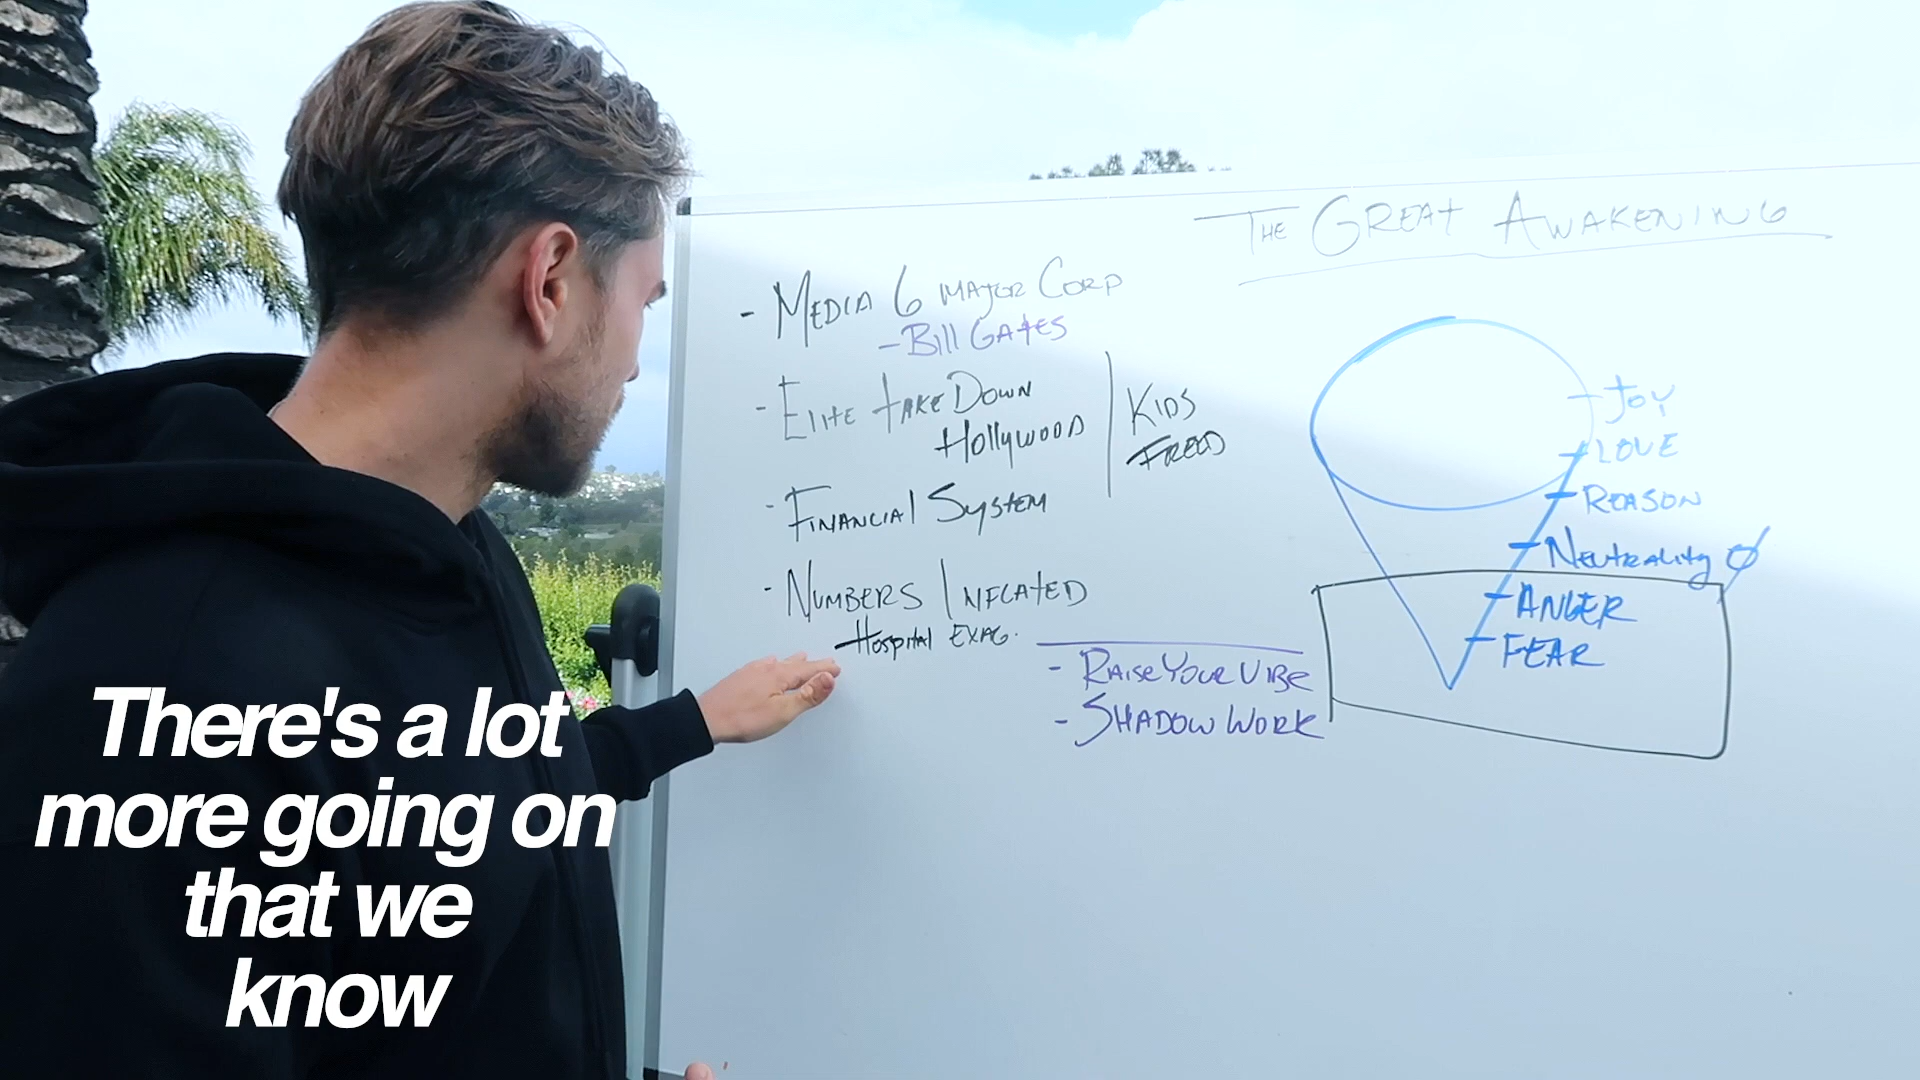 THE GREAT AWAKENING
- MEDIA 6 MAJOR CORP
- Bill GATES
- ELITE TAKE DOWN
HOllYWOOD
KIDS
FREED
- FINANCIAl SYSTEM
- NUMBERS INFLATED
- HOSPITAl EXAG.
- RAISE YOUR VIBE
- SHADOW WORK
JOY
LOVE
REASON
NEUTRALITY Ø
ANGER
FEAR
There's a lot
more going on
that we
know